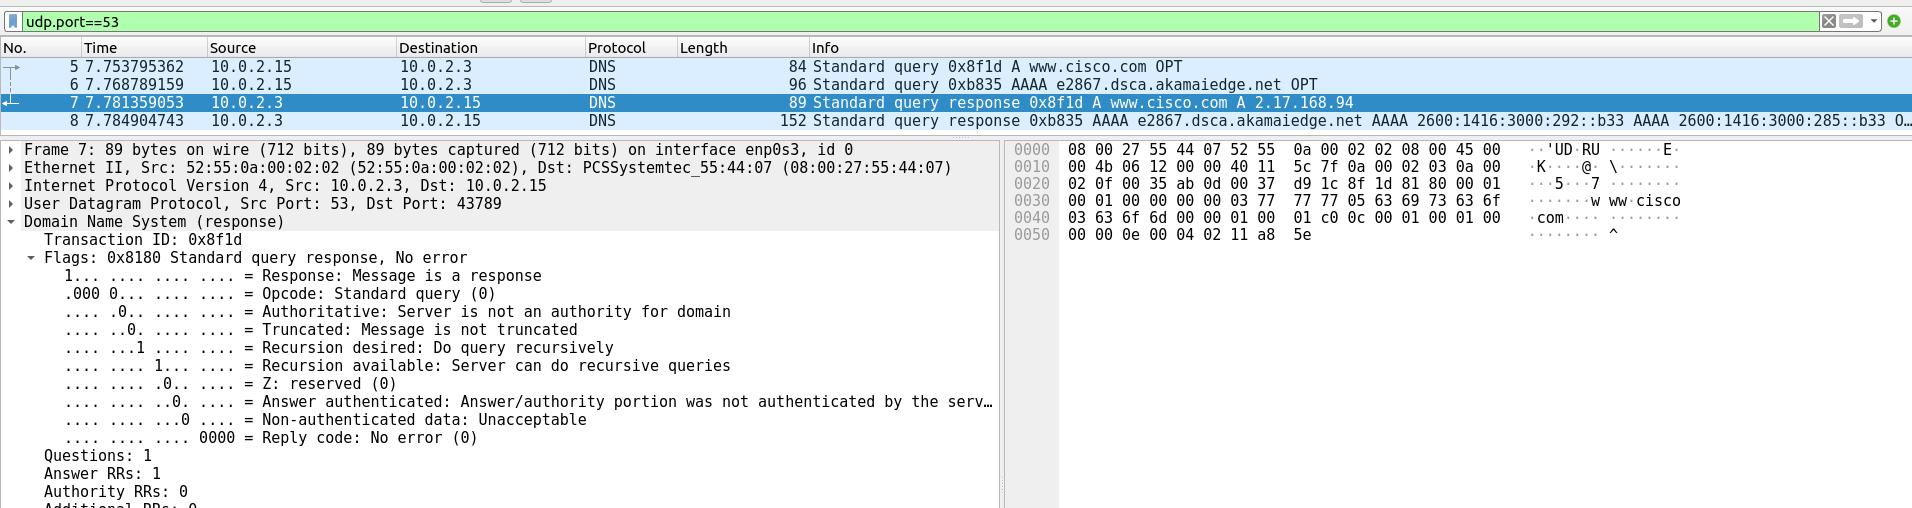 udp.port==53
No. Time Source Destination Protocol Length Info
5 7.753795362 10.0.2.15 10.0.2.3 DNS 84 Standard query 0x8f1d A www.cisco.com OPT
6 7.768789159 10.0.2.15 10.0.2.3 DNS 96 Standard query 0xb835 AAAA e2867.dsca.akamaiedge.net OPT
7 7.781359053 10.0.2.3 10.0.2.15 DNS 89 Standard query response 0x8f1d A www.cisco.com A 2.17.168.94
8 7.784904743 10.0.2.3 10.0.2.15 DNS 152 Standard query response 0xb835 AAAA e2867.dsca.akamaiedge.net AAAA 2600:1416:3000:292::b33 AAAA 2600:1416:3000:285::b33 O…
Frame 7: 89 bytes on wire (712 bits), 89 bytes captured (712 bits) on interface enp0s3, id 0
Ethernet II, Src: 52:55:0a:00:02:02 (52:55:0a:00:02:02), Dst: PCSSystemtec_55:44:07 (08:00:27:55:44:07)
Internet Protocol Version 4, Src: 10.0.2.3, Dst: 10.0.2.15
User Datagram Protocol, Src Port: 53, Dst Port: 43789
Domain Name System (response)
Transaction ID: 0x8f1d
Flags: 0x8180 Standard query response, No error
1... .... .... .... = Response: Message is a response
.000 0... .... .... = Opcode: Standard query (0)
.... .0.. .... .... = Authoritative: Server is not an authority for domain
.... ..0. .... .... = Truncated: Message is not truncated
.... ...1 .... .... = Recursion desired: Do query recursively
.... .... 1... .... = Recursion available: Server can do recursive queries
.... .... .0.. .... = Z: reserved (0)
.... .... ..0. .... = Answer authenticated: Answer/authority portion was not authenticated by the serv…
.... .... ...0 .... = Non-authenticated data: Unacceptable
.... .... .... 0000 = Reply code: No error (0)
Questions: 1
Answer RRs: 1
Authority RRs: 0
Additional RRs: 0
0000 08 00 27 55 44 07 52 55 0a 00 02 02 08 00 45 00 ··'UD·RU ······E·
0010 00 4b 06 12 00 00 40 11 5c 7f 0a 00 02 03 0a 00 ·K····@· \·······
0020 02 0f 00 35 ab 0d 00 37 d9 1c 8f 1d 81 80 00 01 ···5···7 ········
0030 00 01 00 00 00 00 03 77 77 77 05 63 69 73 63 6f ·······w ww·cisco
0040 03 63 6f 6d 00 00 01 00 01 c0 0c 00 01 00 01 00 ·com···· ········
0050 00 00 0e 00 04 02 11 a8 5e ········ ^